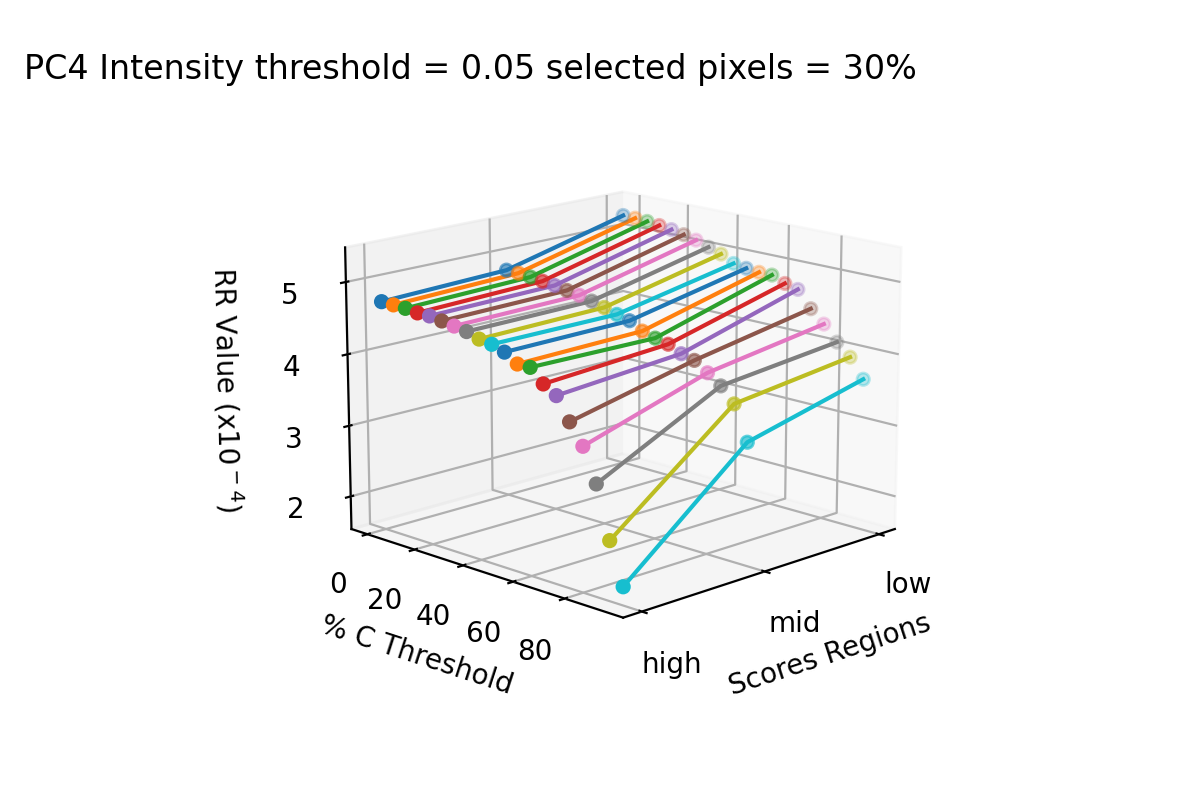 PC4 Intensity threshold = 0.05 selected pixels = 30%
RR Value (x10⁻⁴)
5
4
3
2
0
20
40
60
80
% C Threshold
high
mid
low
Scores Regions